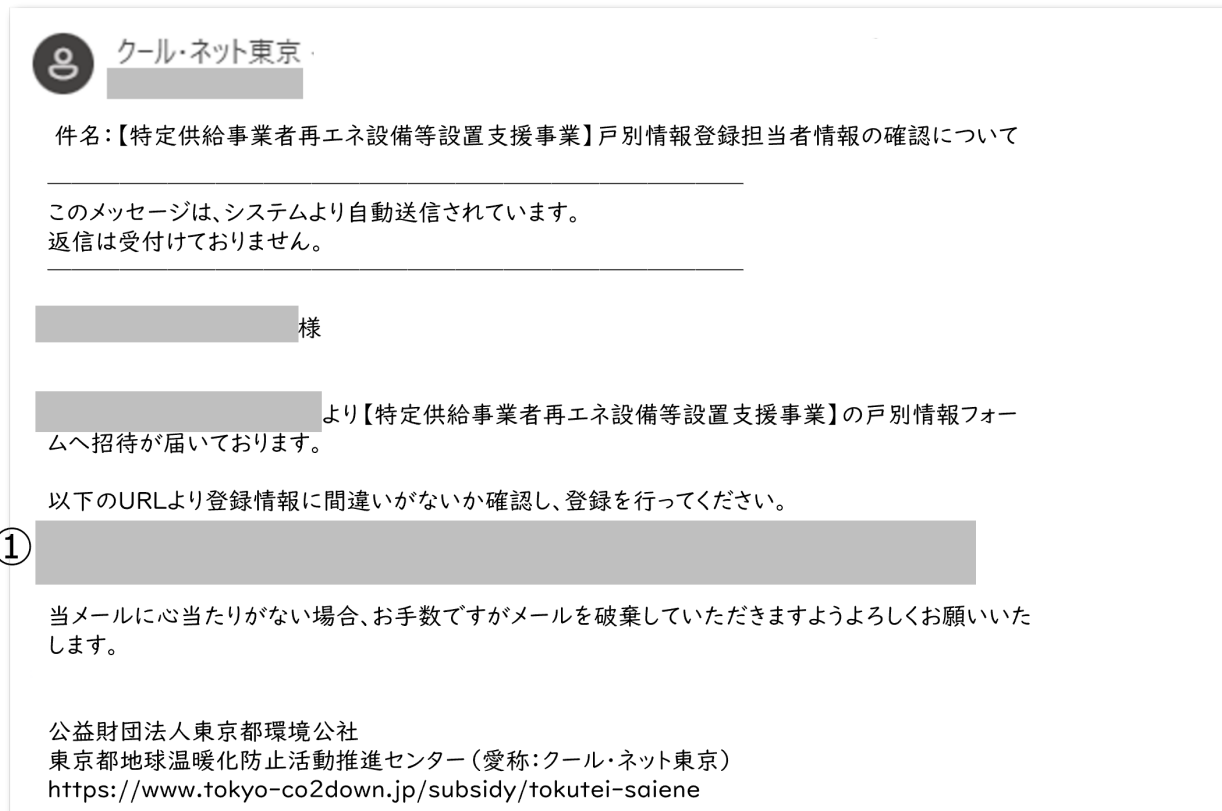 クール・ネット東京
件名：【特定供給事業者再エネ設備等設置支援事業】戸別情報登録担当者情報の確認について
このメッセージは、システムより自動送信されています。
返信は受付けておりません。
様
より【特定供給事業者再エネ設備等設置支援事業】の戸別情報フォー
ムへ招待が届いております。
以下のURLより登録情報に間違いがないか確認し、登録を行ってください。
①
当メールに心当たりがない場合、お手数ですがメールを破棄していただきますようよろしくお願いいた
します。
公益財団法人東京都環境公社
東京都地球温暖化防止活動推進センター（愛称：クール・ネット東京）
https://www.tokyo-co2down.jp/subsidy/tokutei-saiene